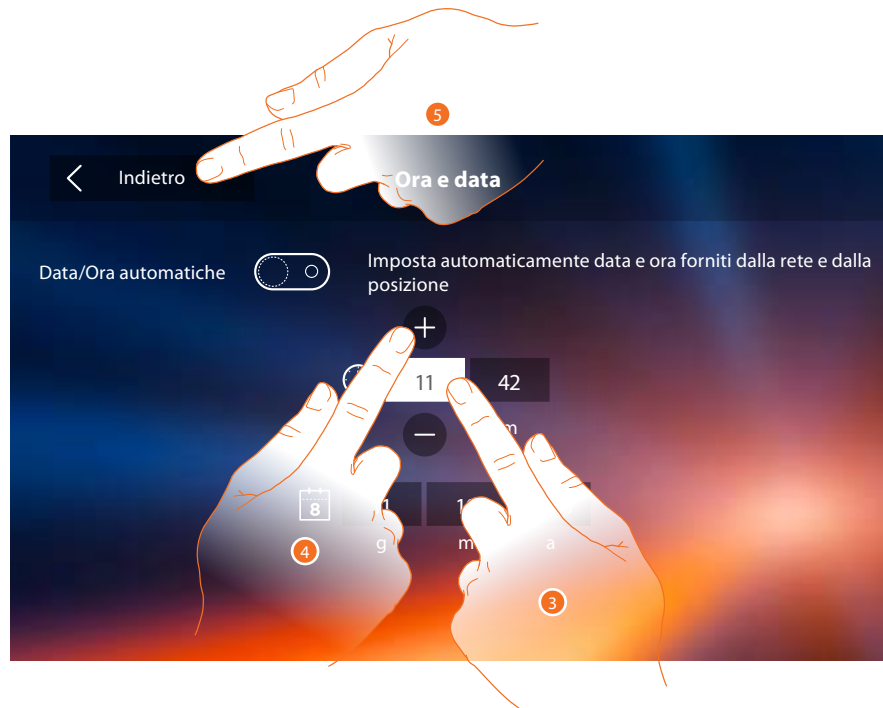 5
Indietro
Ora e data
Data/Ora automatiche
Imposta automaticamente data e ora forniti dalla rete e dalla
posizione
+
11
42
−
m
8
g
m
a
4
3